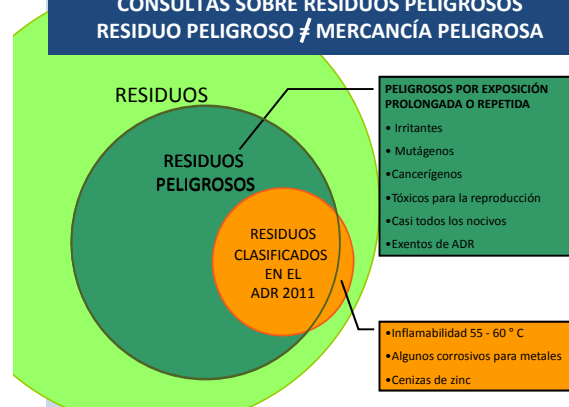 CONSULTAS SOBRE RESIDUOS PELIGROSOS
RESIDUO PELIGROSO ≠ MERCANCÍA PELIGROSA
RESIDUOS
RESIDUOS
PELIGROSOS
RESIDUOS
CLASIFICADOS
EN EL
ADR 2011
PELIGROSOS POR EXPOSICIÓN
PROLONGADA O REPETIDA
• Irritantes
• Mutágenos
•Cancerígenos
•Tóxicos para la reproducción
•Casi todos los nocivos
•Exentos de ADR
•Inflamabilidad 55 - 60 ° C
•Algunos corrosivos para metales
•Cenizas de zinc